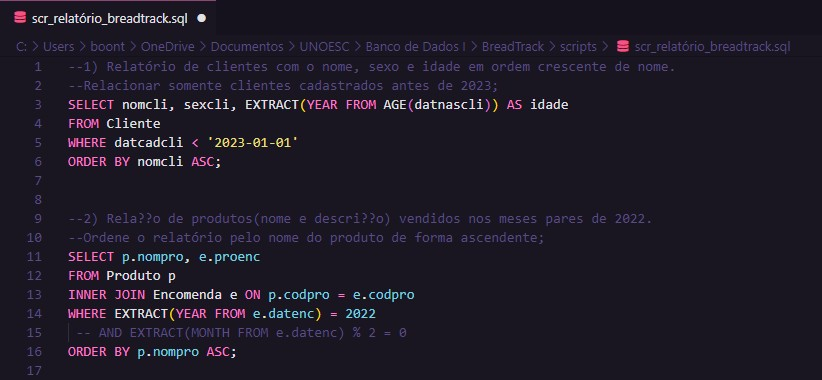 scr_relatório_breadtrack.sql
C: > Users > boont > OneDrive > Documentos > UNOESC > Banco de Dados I > BreadTrack > scripts > scr_relatório_breadtrack.sql
1 --1) Relatório de clientes com o nome, sexo e idade em ordem crescente de nome.
2 --Relacionar somente clientes cadastrados antes de 2023;
3 SELECT nomcli, sexcli, EXTRACT(YEAR FROM AGE(datnascli)) AS idade
4 FROM Cliente
5 WHERE datcadcli < '2023-01-01'
6 ORDER BY nomcli ASC;
7
8
9 --2) Rela??o de produtos(nome e descri??o) vendidos nos meses pares de 2022.
10 --Ordene o relatório pelo nome do produto de forma ascendente;
11 SELECT p.nompro, e.proenc
12 FROM Produto p
13 INNER JOIN Encomenda e ON p.codpro = e.codpro
14 WHERE EXTRACT(YEAR FROM e.datenc) = 2022
15 -- AND EXTRACT(MONTH FROM e.datenc) % 2 = 0
16 ORDER BY p.nompro ASC;
17